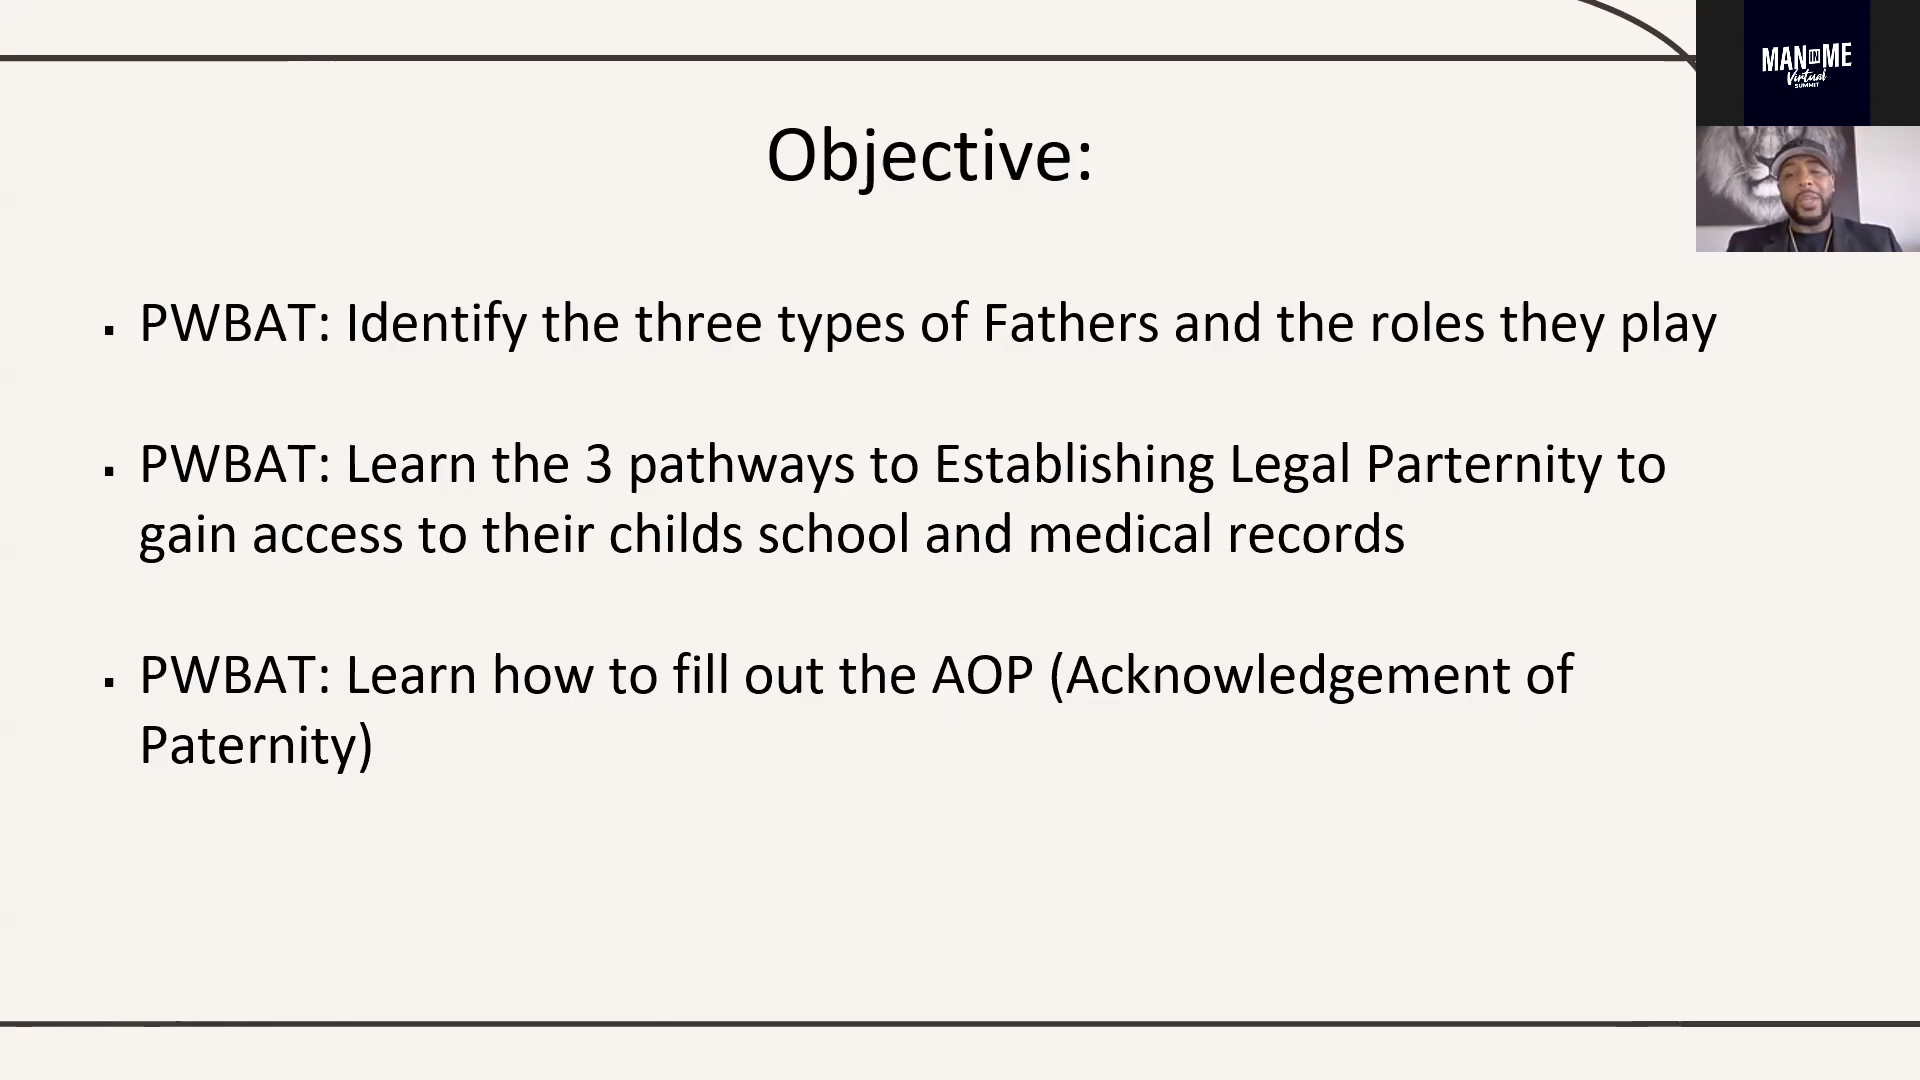 MAN IN ME
Virtual
SUMMIT
Objective:
▪ PWBAT: Identify the three types of Fathers and the roles they play
▪ PWBAT: Learn the 3 pathways to Establishing Legal Parternity to
gain access to their childs school and medical records
▪ PWBAT: Learn how to fill out the AOP (Acknowledgement of
Paternity)